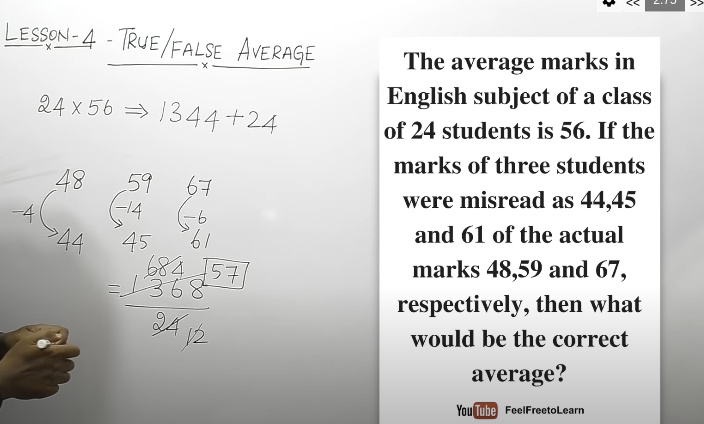 << 2.75 >>
LESSON-4 - TRUE/FALSE AVERAGE
24 x 56 ⇒ 1344+24
48 59 67
-4 -14 -6
44 45 61
684 57
= 1368
24 12
The average marks in
English subject of a class
of 24 students is 56. If the
marks of three students
were misread as 44,45
and 61 of the actual
marks 48,59 and 67,
respectively, then what
would be the correct
average?
YouTube FeelFreetoLearn